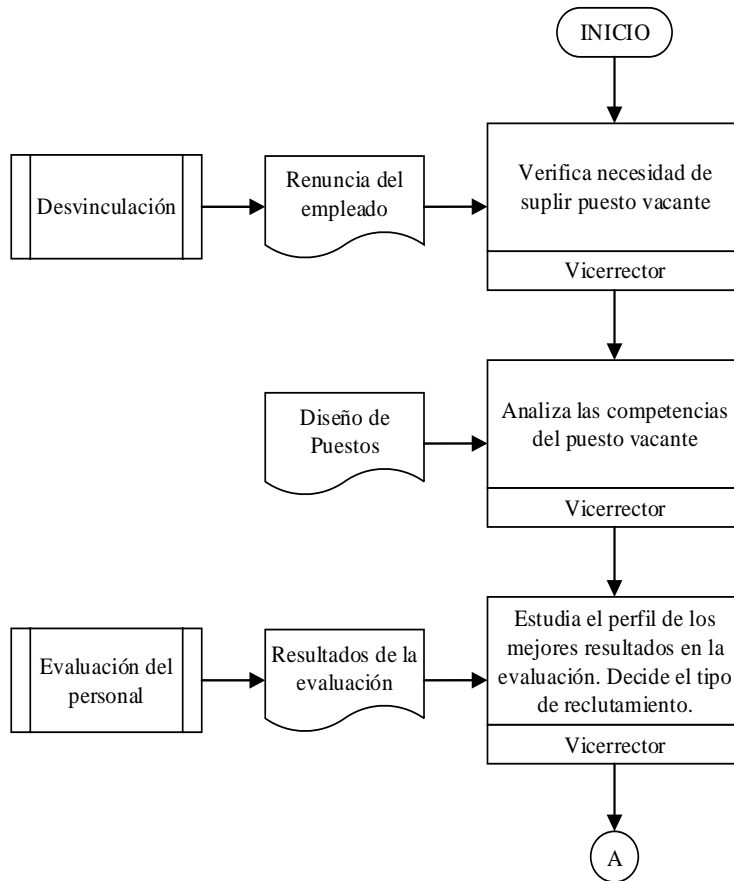 INICIO
Desvinculación
Renuncia del
empleado
Verifica necesidad de
suplir puesto vacante
Vicerrector
Diseño de
Puestos
Analiza las competencias
del puesto vacante
Vicerrector
Evaluación del
personal
Resultados de la
evaluación
Estudia el perfil de los
mejores resultados en la
evaluación. Decide el tipo
de reclutamiento.
Vicerrector
A